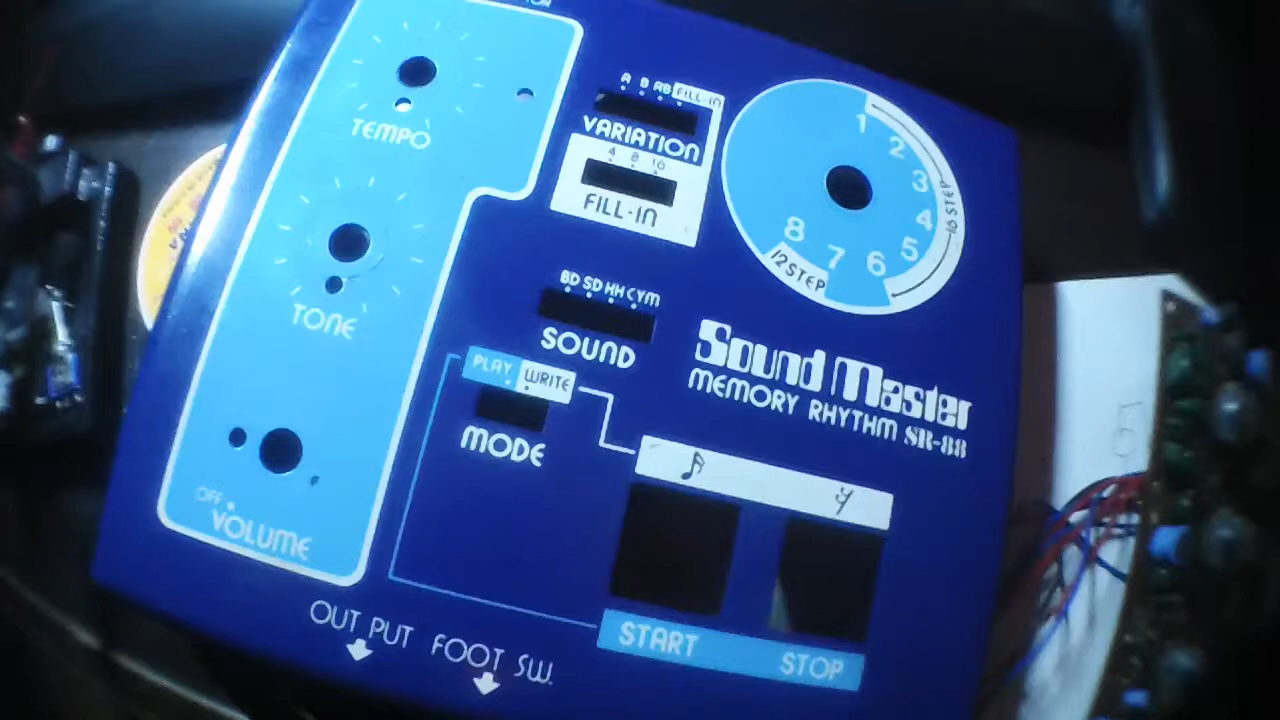 TEMPO
TONE
OFF
VOLUME
A B AB FILL-IN
VARIATION
4 8 16
FILL-IN
BD SD HH CYM
SOUND
PLAY WRITE
MODE
1
2
3
4
5
6
7
8
16 STEP
12 STEP
Sound Master
MEMORY RHYTHM SR-88
START STOP
OUT PUT FOOT SW.
5